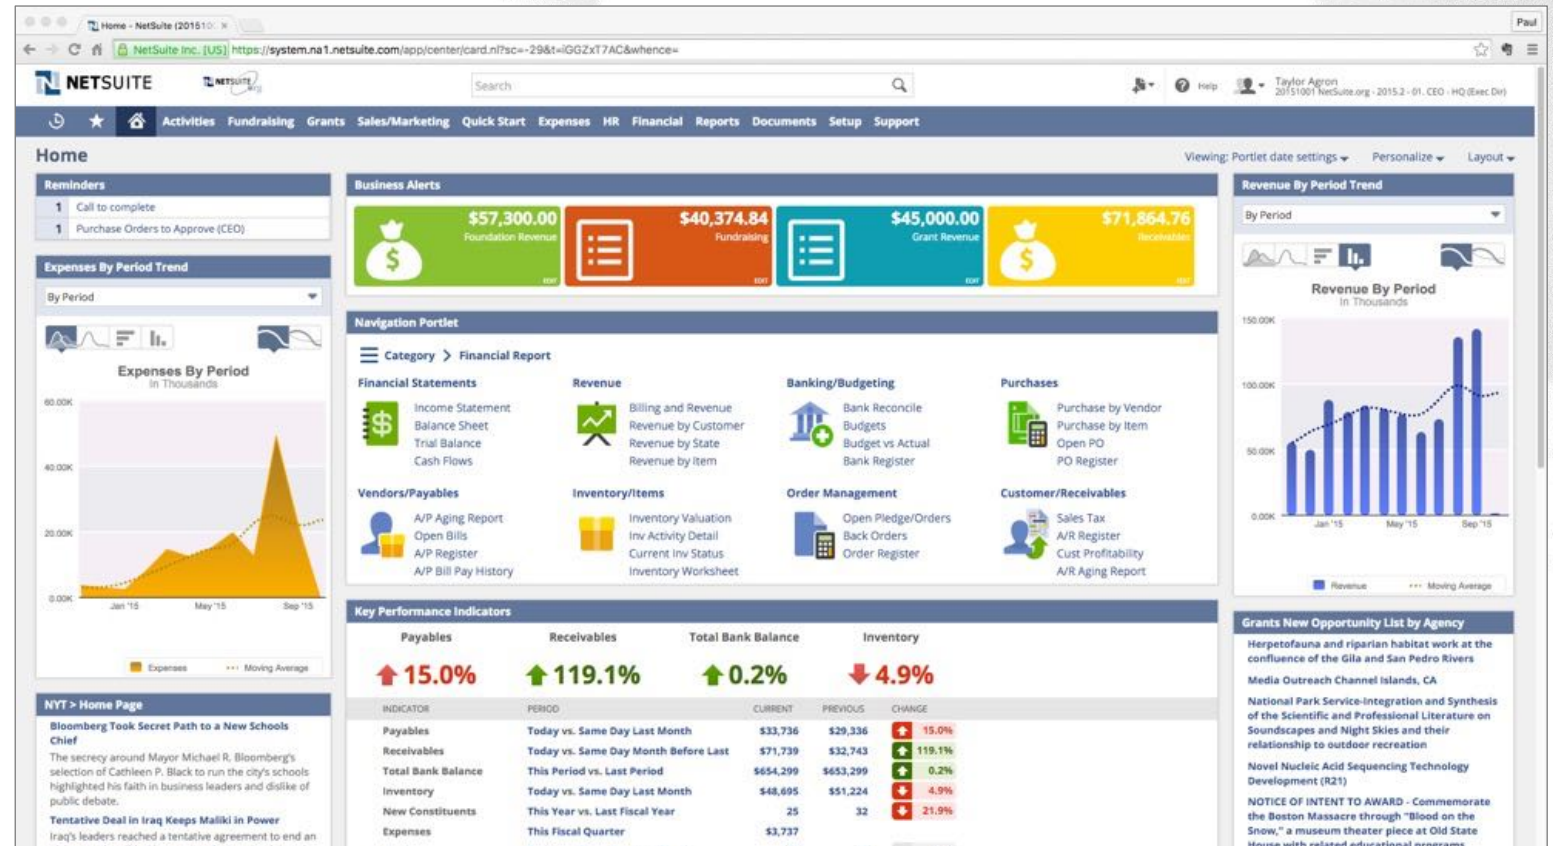 Home - NetSuite (201510
Paul
NetSuite Inc. [US] https://system.na1.netsuite.com/app/center/card.nl?sc=-29&t=iGGZxT7AC&whence=
NETSUITE
NETSUITE
Search
Help
Taylor Agron
20151001 NetSuite.org - 2015.2 - 01. CEO - HQ (Exec Dir)
Activities Fundraising Grants Sales/Marketing Quick Start Expenses HR Financial Reports Documents Setup Support
Home
Viewing: Portlet date settings Personalize Layout
Reminders
1 Call to complete
1 Purchase Orders to Approve (CEO)
Expenses By Period Trend
By Period
Expenses By Period
In Thousands
60.00K
40.00K
20.00K
0.00K
Jan '15 May '15 Sep '15
Expenses Moving Average
NYT > Home Page
Bloomberg Took Secret Path to a New Schools
Chief
The secrecy around Mayor Michael R. Bloomberg's
selection of Cathleen P. Black to run the city's schools
highlighted his faith in business leaders and dislike of
public debate.
Tentative Deal in Iraq Keeps Maliki in Power
Iraq's leaders reached a tentative agreement to end an
Business Alerts
$57,300.00
Foundation Revenue
EDIT
$40,374.84
Fundraising
EDIT
$45,000.00
Grant Revenue
EDIT
$71,864.76
Receivables
EDIT
Navigation Portlet
Category > Financial Report
Financial Statements
Income Statement
Balance Sheet
Trial Balance
Cash Flows
Revenue
Billing and Revenue
Revenue by Customer
Revenue by State
Revenue by Item
Banking/Budgeting
Bank Reconcile
Budgets
Budget vs Actual
Bank Register
Purchases
Purchase by Vendor
Purchase by Item
Open PO
PO Register
Vendors/Payables
A/P Aging Report
Open Bills
A/P Register
A/P Bill Pay History
Inventory/Items
Inventory Valuation
Inv Activity Detail
Current Inv Status
Inventory Worksheet
Order Management
Open Pledge/Orders
Back Orders
Order Register
Customer/Receivables
Sales Tax
A/R Register
Cust Profitability
A/R Aging Report
Key Performance Indicators
Payables Receivables Total Bank Balance Inventory
15.0% 119.1% 0.2% 4.9%
INDICATOR PERIOD CURRENT PREVIOUS CHANGE
Payables Today vs. Same Day Last Month $33,736 $29,336 15.0%
Receivables Today vs. Same Day Month Before Last $71,739 $32,743 119.1%
Total Bank Balance This Period vs. Last Period $654,299 $653,299 0.2%
Inventory Today vs. Same Day Last Month $48,695 $51,224 4.9%
New Constituents This Year vs. Last Fiscal Year 25 32 21.9%
Expenses This Fiscal Quarter $3,737
Revenue By Period Trend
By Period
Revenue By Period
In Thousands
150.00K
100.00K
50.00K
0.00K
Jan '15 May '15 Sep '15
Revenue Moving Average
Grants New Opportunity List by Agency
Herpetofauna and riparian habitat work at the
confluence of the Gila and San Pedro Rivers
Media Outreach Channel Islands, CA
National Park Service-Integration and Synthesis
of the Scientific and Professional Literature on
Soundscapes and Night Skies and their
relationship to outdoor recreation
Novel Nucleic Acid Sequencing Technology
Development (R21)
NOTICE OF INTENT TO AWARD - Commemorate
the Boston Massacre through "Blood on the
Snow," a museum theater piece at Old State
House with related educational programs